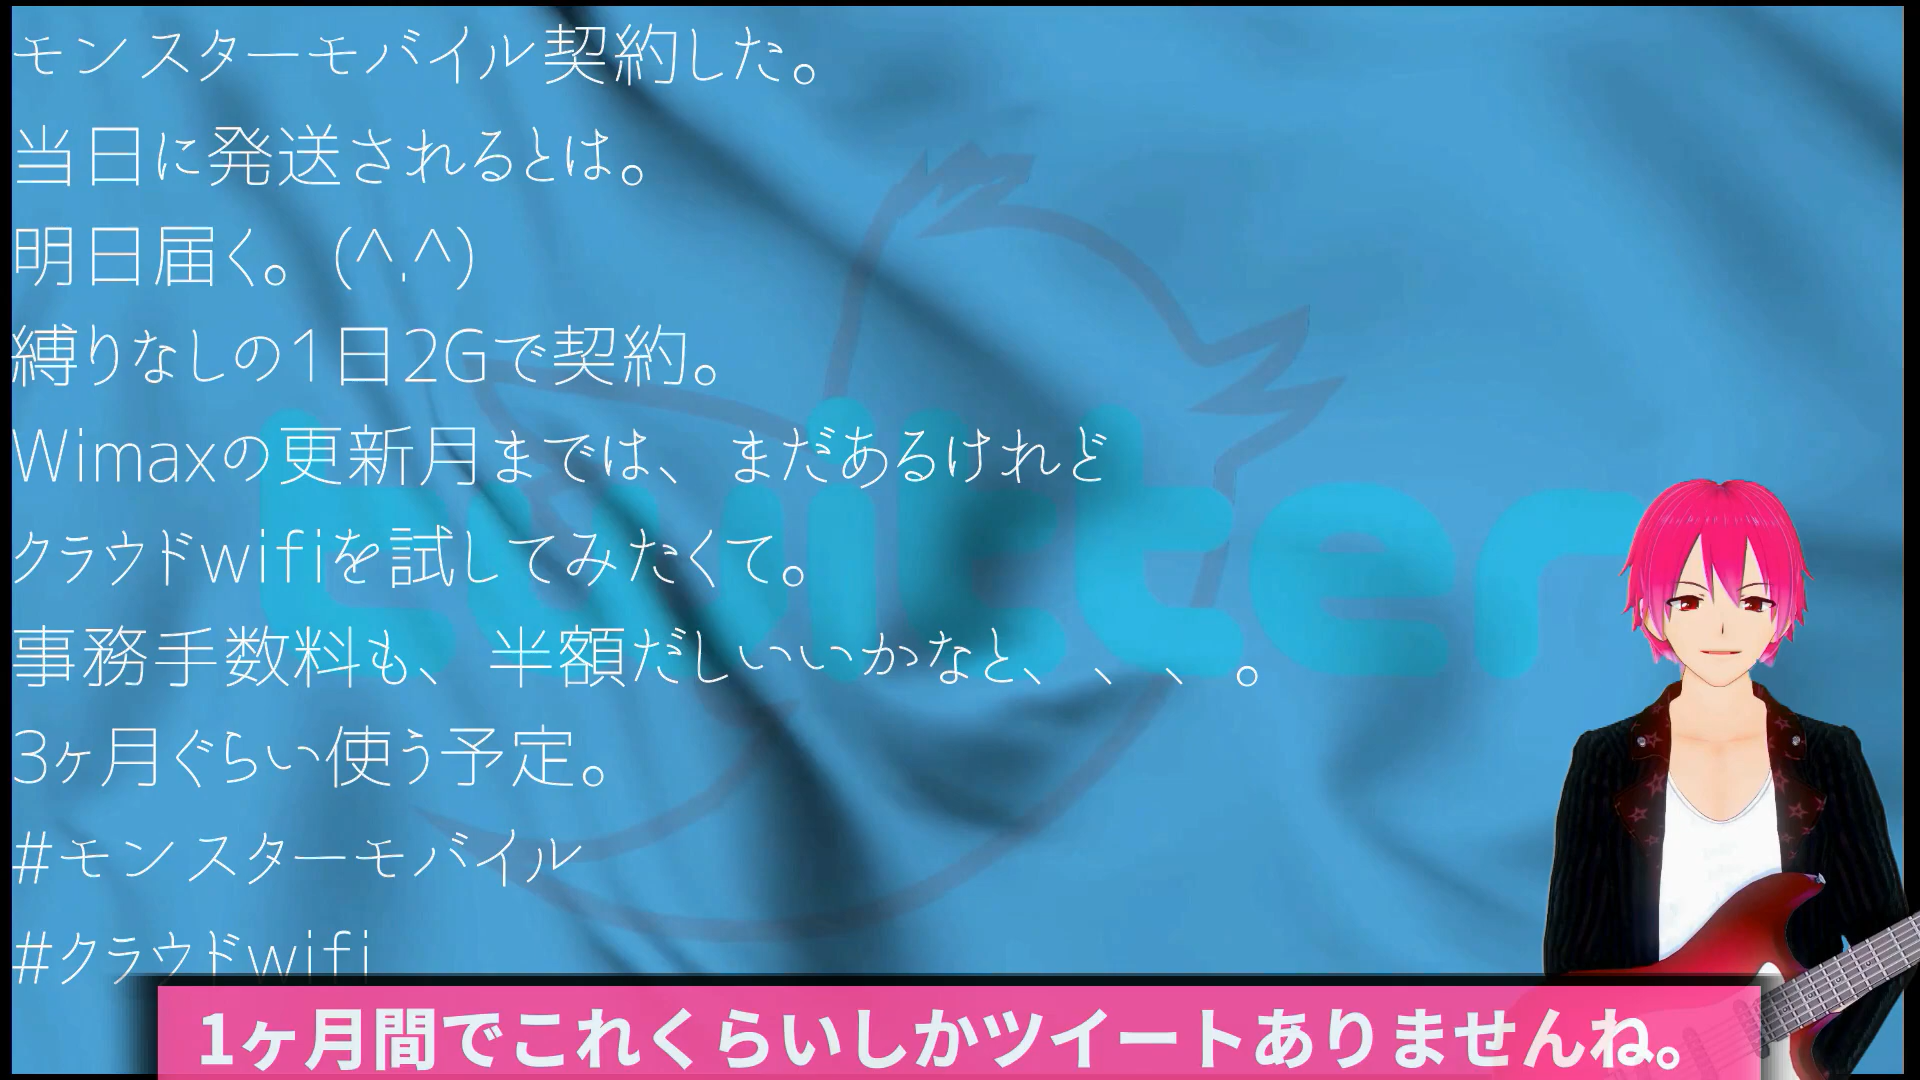 モンスターモバイル契約した。
当日に発送されるとは。
明日届く。(^.^)
縛りなしの1日2Gで契約。
Wimaxの更新月までは、まだあるけれど
クラウドwifiを試してみたくて。
事務手数料も、半額だしいいかなと、、、。
3ヶ月ぐらい使う予定。
#モンスターモバイル
#クラウドwifi
twitter
1ヶ月間でこれくらいしかツイートありませんね。